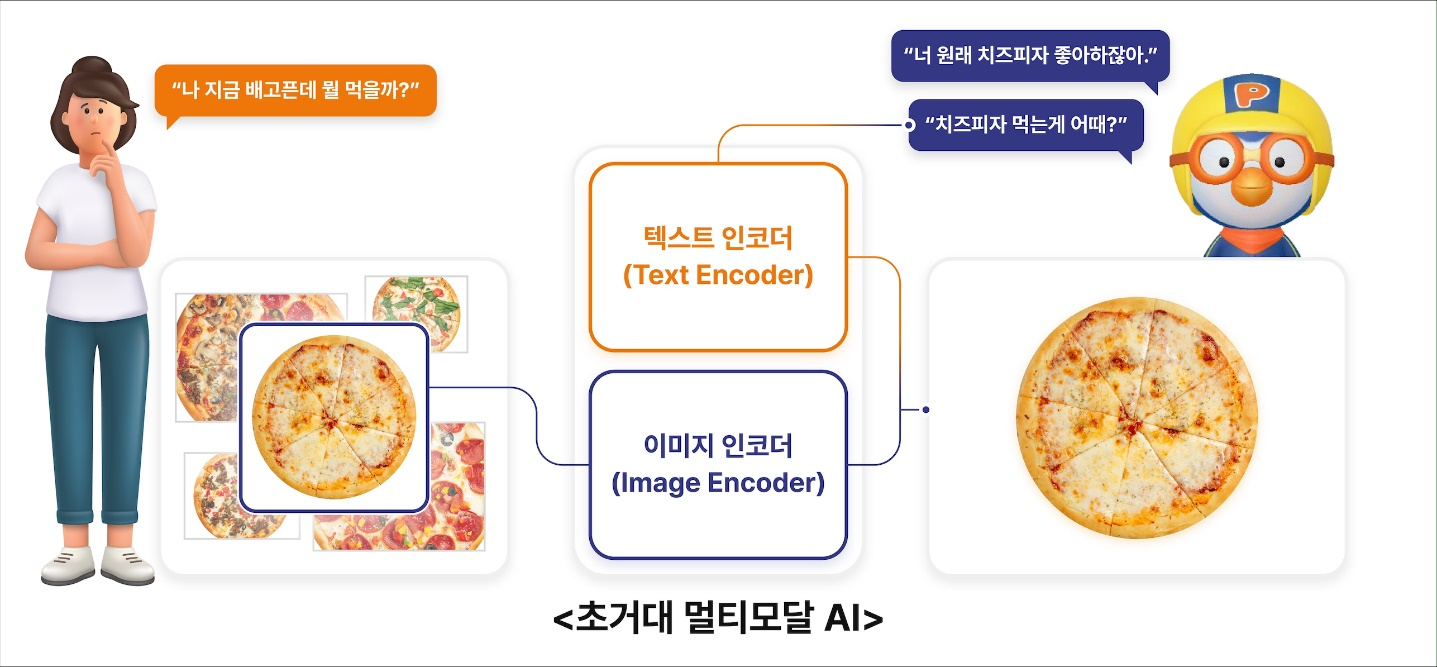 “나 지금 배고픈데 뭘 먹을까?”
“너 원래 치즈피자 좋아하잖아.”
“치즈피자 먹는게 어때?”
P
텍스트 인코더
(Text Encoder)
이미지 인코더
(Image Encoder)
<초거대 멀티모달 AI>